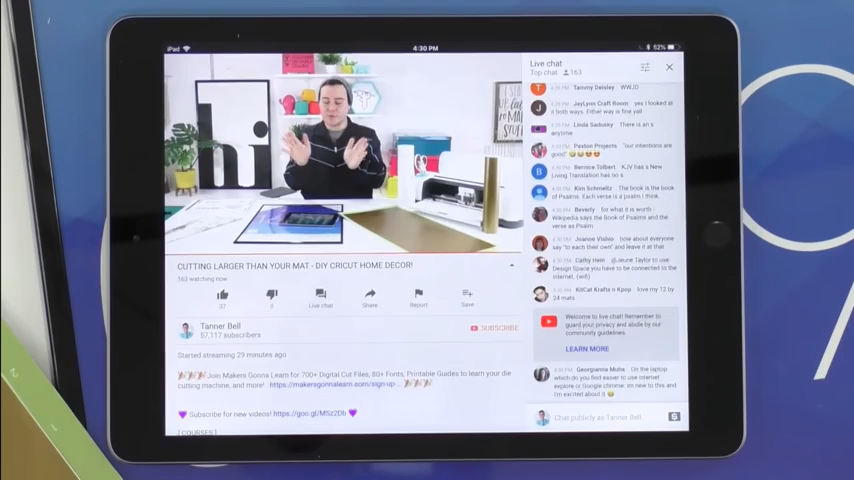 iPad
4:30 PM
62%
hi
CUTTING LARGER THAN YOUR MAT - DIY CRICUT HOME DECOR!
163 watching now
37
0
Live chat
Share
Report
Save
Tanner Bell
57,117 subscribers
SUBSCRIBE
Started streaming 29 minutes ago
Join Makers Gonna Learn for 700+ Digital Cut Files, 80+ Fonts, Printable Guides to learn your die
cutting machine, and more! https://makersgonnalearn.com/sign-up ...
Subscribe for new videos! https://goo.gl/MSz2Db
[ COURSES ]
Live chat
Top chat 163
T
Tammy Deisley WWJD
J
JayLynn Craft Room yes I looked at
it both ways. Either way is fine yall
Linda Sadosky There is an s
anytime
Paxton Projects "our intentions are
good"
B
Bernice Tolbert KJV has s New
Living Translation has no s
Kim Schmeltz The book is the book
of Psalms. Each verse is a psalm I think,
Beverly for what it is worth -
Wikipedia says the Book of Psalms and the
verse as Psalm
Joanne Vlahio how about everyone
say "to each their own" and leave it at that
Cathy Hein @Jeune Taylor to use
Design Space you have to be connected to the
internet, (wifi)
KitCat Krafts n Kpop love my 12 by
24 mats
Welcome to live chat! Remember to
guard your privacy and abide by our
community guidelines.
LEARN MORE
Georgianna Mohs On the laptop
which do you find easier to use internet
explore or Google chrome. im new to this and
I'm excited about it
Chat publicly as Tanner Bell